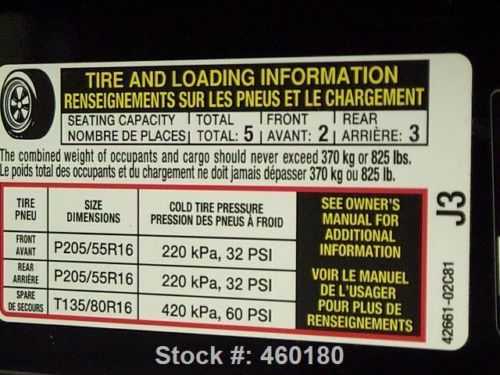 TIRE AND LOADING INFORMATION
RENSEIGNEMENTS SUR LES PNEUS ET LE CHARGEMENT
SEATING CAPACITY TOTAL FRONT REAR
NOMBRE DE PLACES TOTAL: 5 AVANT: 2 ARRIÈRE: 3
The combined weight of occupants and cargo should never exceed 370 kg or 825 lbs.
Le poids total des occupants et du chargement ne doit jamais dépasser 370 kg ou 825 lb.
TIRE SIZE COLD TIRE PRESSURE
PNEU DIMENSIONS PRESSION DES PNEUS À FROID
FRONT
AVANT P205/55R16 220 kPa, 32 PSI
REAR
ARRIÈRE P205/55R16 220 kPa, 32 PSI
SPARE
DE SECOURS T135/80R16 420 kPa, 60 PSI
SEE OWNER'S
MANUAL FOR
ADDITIONAL
INFORMATION
VOIR LE MANUEL
DE L'USAGER
POUR PLUS DE
RENSEIGNEMENTS
J3
42661-02C81
Stock #: 460180